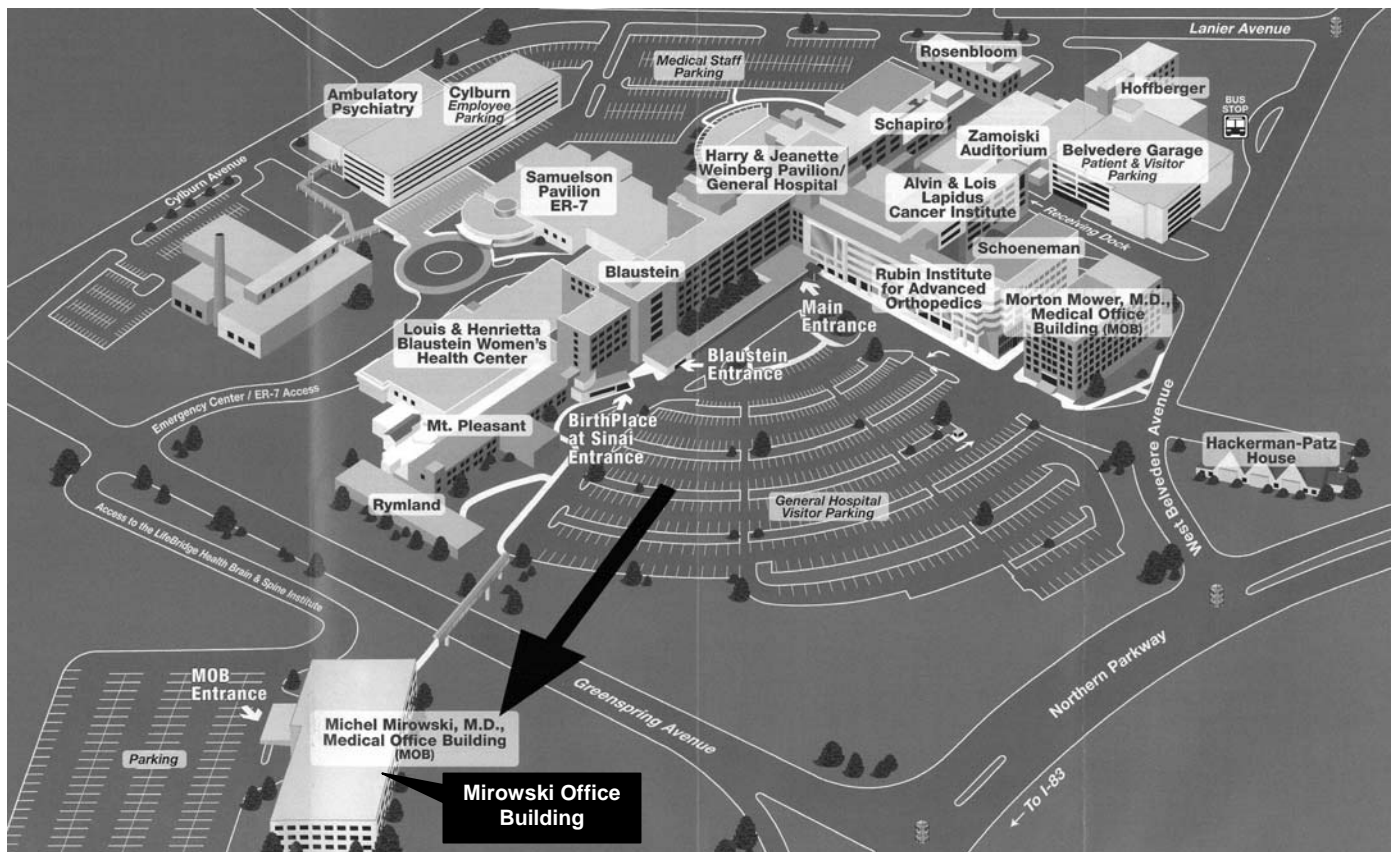 Lanier Avenue
Rosenbloom
Medical Staff
Parking
Hoffberger
Ambulatory
Psychiatry
Cylburn
Employee
Parking
BUS
STOP
Schapiro
Zamoiski
Auditorium
Belvedere Garage
Patient & Visitor
Parking
Harry & Jeanette
Weinberg Pavilion/
General Hospital
Cylburn Avenue
Samuelson
Pavilion
ER-7
Alvin & Lois
Lapidus
Cancer Institute
Receiving Dock
Schoeneman
Blaustein
Rubin Institute
for Advanced
Orthopedics
Main
Entrance
Morton Mower, M.D.,
Medical Office
Building (MOB)
Louis & Henrietta
Blaustein Women's
Health Center
Blaustein
Entrance
Emergency Center / ER-7 Access
BirthPlace
at Sinai
Entrance
Mt. Pleasant
West Belvedere Avenue
Hackerman-Patz
House
Rymland
General Hospital
Visitor Parking
Access to the LifeBridge Health Brain & Spine Institute
MOB
Entrance
Greenspring Avenue
Northern Parkway
Michel Mirowski, M.D.,
Medical Office Building
(MOB)
Parking
To I-83
Mirowski Office
Building